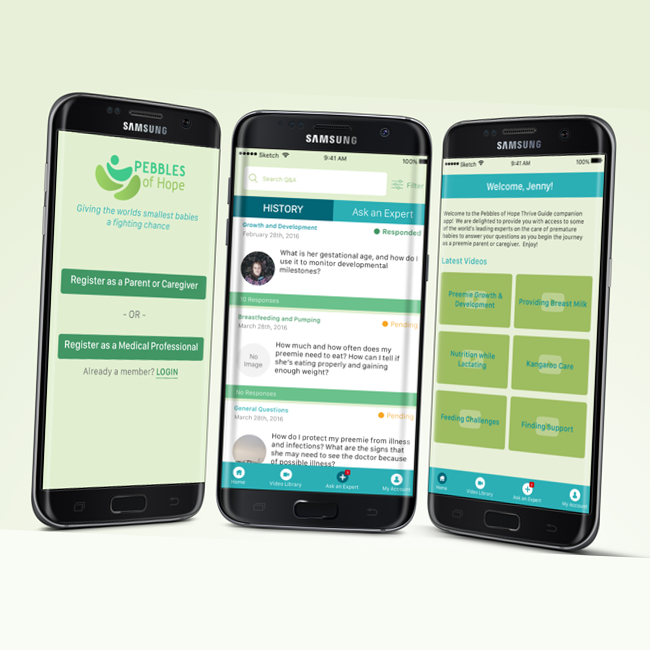 SAMSUNG
PEBBLES
of Hope
Giving the worlds smallest babies
a fighting chance
Register as a Parent or Caregiver
- OR -
Register as a Medical Professional
Already a member? LOGIN
SAMSUNG
Sketch
9:41 AM
100%
Search Q&A
Filter
HISTORY
Ask an Expert
Growth and Development
February 28th, 2016
Responded
What is her gestational age, and how do I
use it to monitor developmental
milestones?
10 Responses
Breastfeeding and Pumping
March 28th, 2016
Pending
No
Image
How much and how often does my
preemie need to eat? How can I tell if
she's eating properly and gaining
enough weight?
No Responses
General Questions
March 28th, 2016
Pending
How do I protect my preemie from illness
and infections? What are the signs that
she may need to see the doctor because
of possible illness?
Home
Video Library
Ask an Expert
My Account
SAMSUNG
Sketch
9:41 AM
100%
Welcome, Jenny!
Welcome to the Pebbles of Hope Thrive Guide companion
app! We are delighted to provide you with access to some
of the world's leading experts on the care of premature
babies to answer your questions as you begin the journey
as a preemie parent or caregiver. Enjoy!
Latest Videos
Preemie Growth &
Development
Providing Breast Milk
Nutrition while
Lactating
Kangaroo Care
Feeding Challenges
Finding Support
Home
Video Library
Ask an Expert
My Account